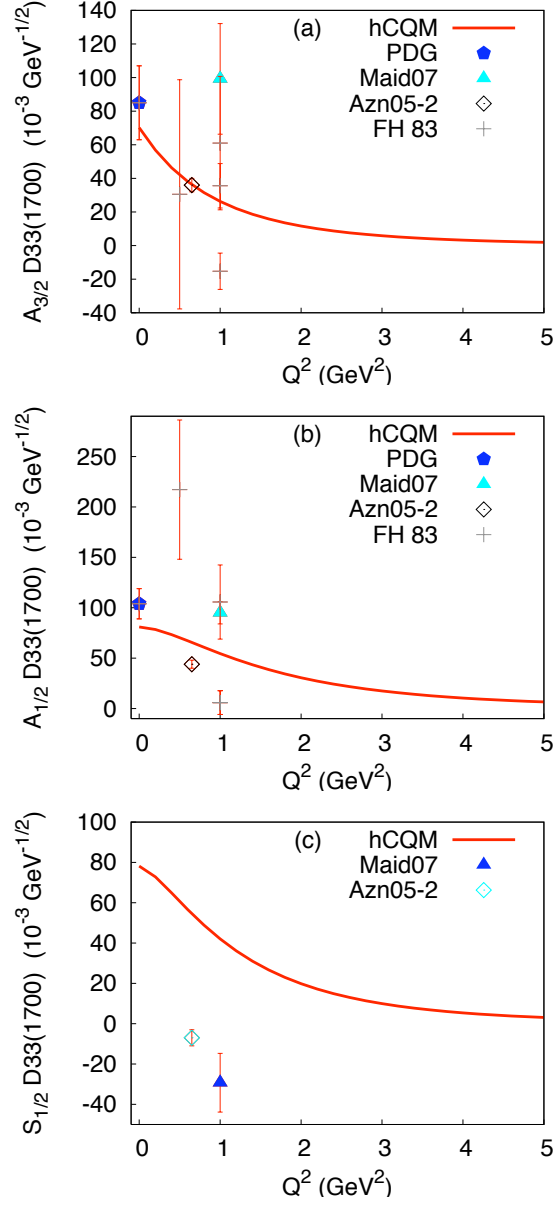 (a)
hCQM
PDG
Maid07
Azn05-2
FH 83
140
120
100
80
60
40
20
0
-20
-40
A3/2 D33(1700) (10-3 GeV-1/2)
0 1 2 3 4 5
Q2 (GeV2)
(b)
hCQM
PDG
Maid07
Azn05-2
FH 83
250
200
150
100
50
0
A1/2 D33(1700) (10-3 GeV-1/2)
0 1 2 3 4 5
Q2 (GeV2)
(c)
hCQM
Maid07
Azn05-2
100
80
60
40
20
0
-20
-40
S1/2 D33(1700) (10-3 GeV-1/2)
0 1 2 3 4 5
Q2 (GeV2)